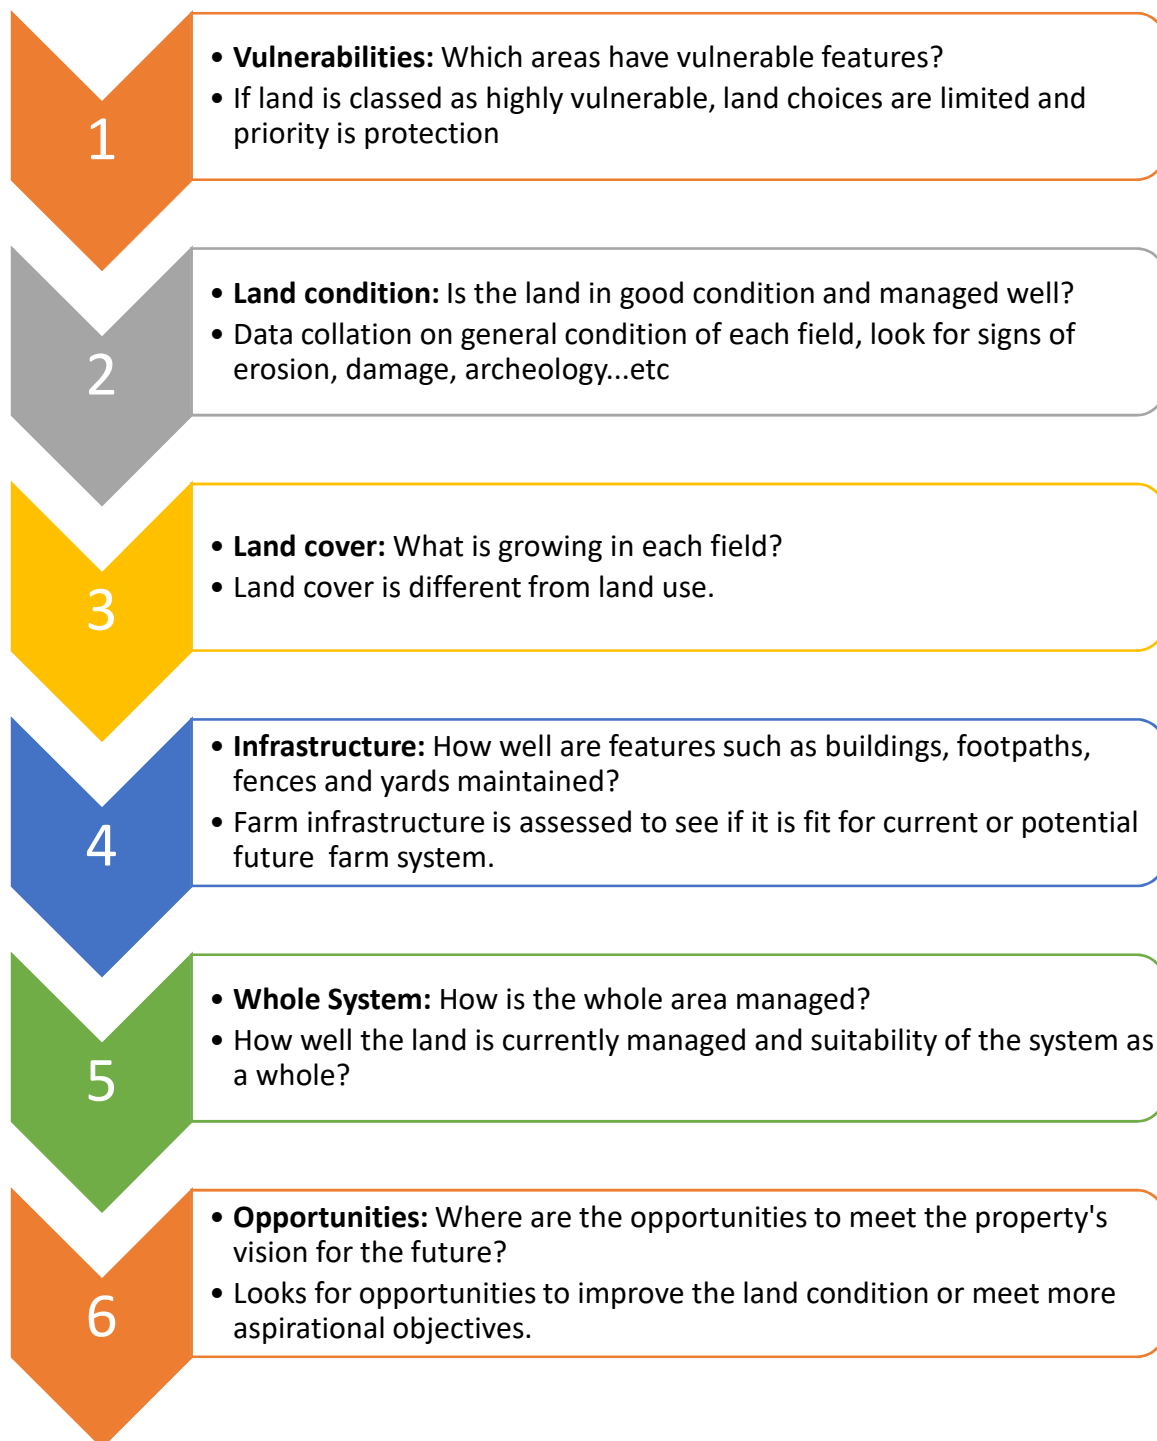 1
• Vulnerabilities: Which areas have vulnerable features?
• If land is classed as highly vulnerable, land choices are limited and
priority is protection
2
• Land condition: Is the land in good condition and managed well?
• Data collation on general condition of each field, look for signs of
erosion, damage, archeology...etc
3
• Land cover: What is growing in each field?
• Land cover is different from land use.
4
• Infrastructure: How well are features such as buildings, footpaths,
fences and yards maintained?
• Farm infrastructure is assessed to see if it is fit for current or potential
future  farm system.
5
• Whole System: How is the whole area managed?
• How well the land is currently managed and suitability of the system as
a whole?
6
• Opportunities: Where are the opportunities to meet the property's
vision for the future?
• Looks for opportunities to improve the land condition or meet more
aspirational objectives.